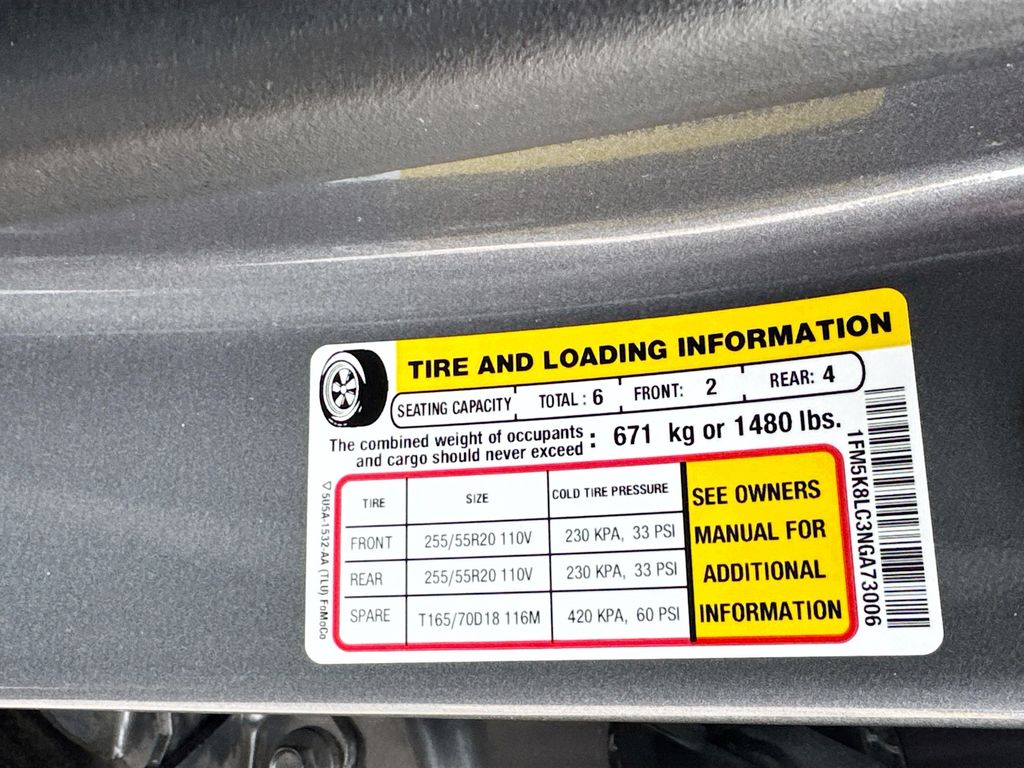 TIRE AND LOADING INFORMATION
SEATING CAPACITY TOTAL : 6 FRONT: 2 REAR: 4
The combined weight of occupants and cargo should never exceed : 671 kg or 1480 lbs.
TIRE SIZE COLD TIRE PRESSURE
FRONT 255/55R20 110V 230 KPA, 33 PSI
REAR 255/55R20 110V 230 KPA, 33 PSI
SPARE T165/70D18 116M 420 KPA, 60 PSI
SEE OWNERS
MANUAL FOR
ADDITIONAL
INFORMATION
1FM5K8LC3NGA73006
5U5A-1532-AA (TLU) FoMoCo